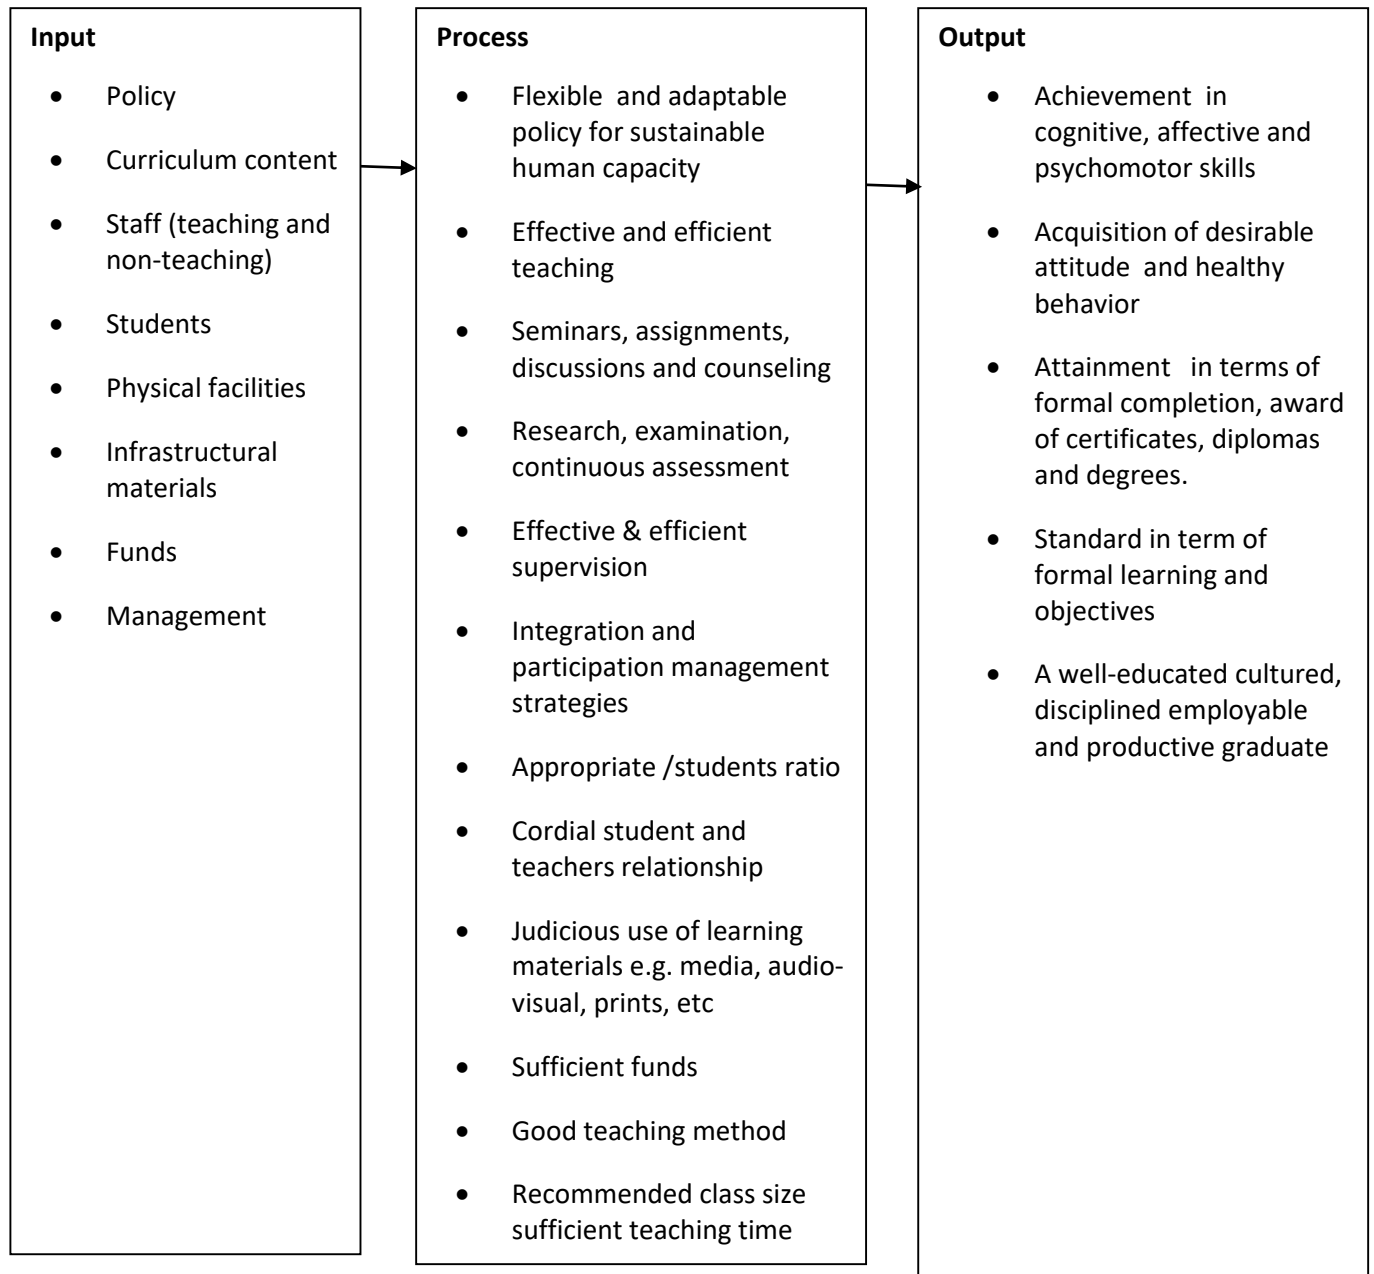 Input
• Policy
• Curriculum content
• Staff (teaching and
non-teaching)
• Students
• Physical facilities
• Infrastructural
materials
• Funds
• Management
Process
• Flexible  and adaptable
policy for sustainable
human capacity
• Effective and efficient
teaching
• Seminars, assignments,
discussions and counseling
• Research, examination,
continuous assessment
• Effective & efficient
supervision
• Integration and
participation management
strategies
• Appropriate /students ratio
• Cordial student and
teachers relationship
• Judicious use of learning
materials e.g. media, audio-
visual, prints, etc
• Sufficient funds
• Good teaching method
• Recommended class size
sufficient teaching time
Output
• Achievement  in
cognitive, affective and
psychomotor skills
• Acquisition of desirable
attitude  and healthy
behavior
• Attainment   in terms of
formal completion, award
of certificates, diplomas
and degrees.
• Standard in term of
formal learning and
objectives
• A well-educated cultured,
disciplined employable
and productive graduate